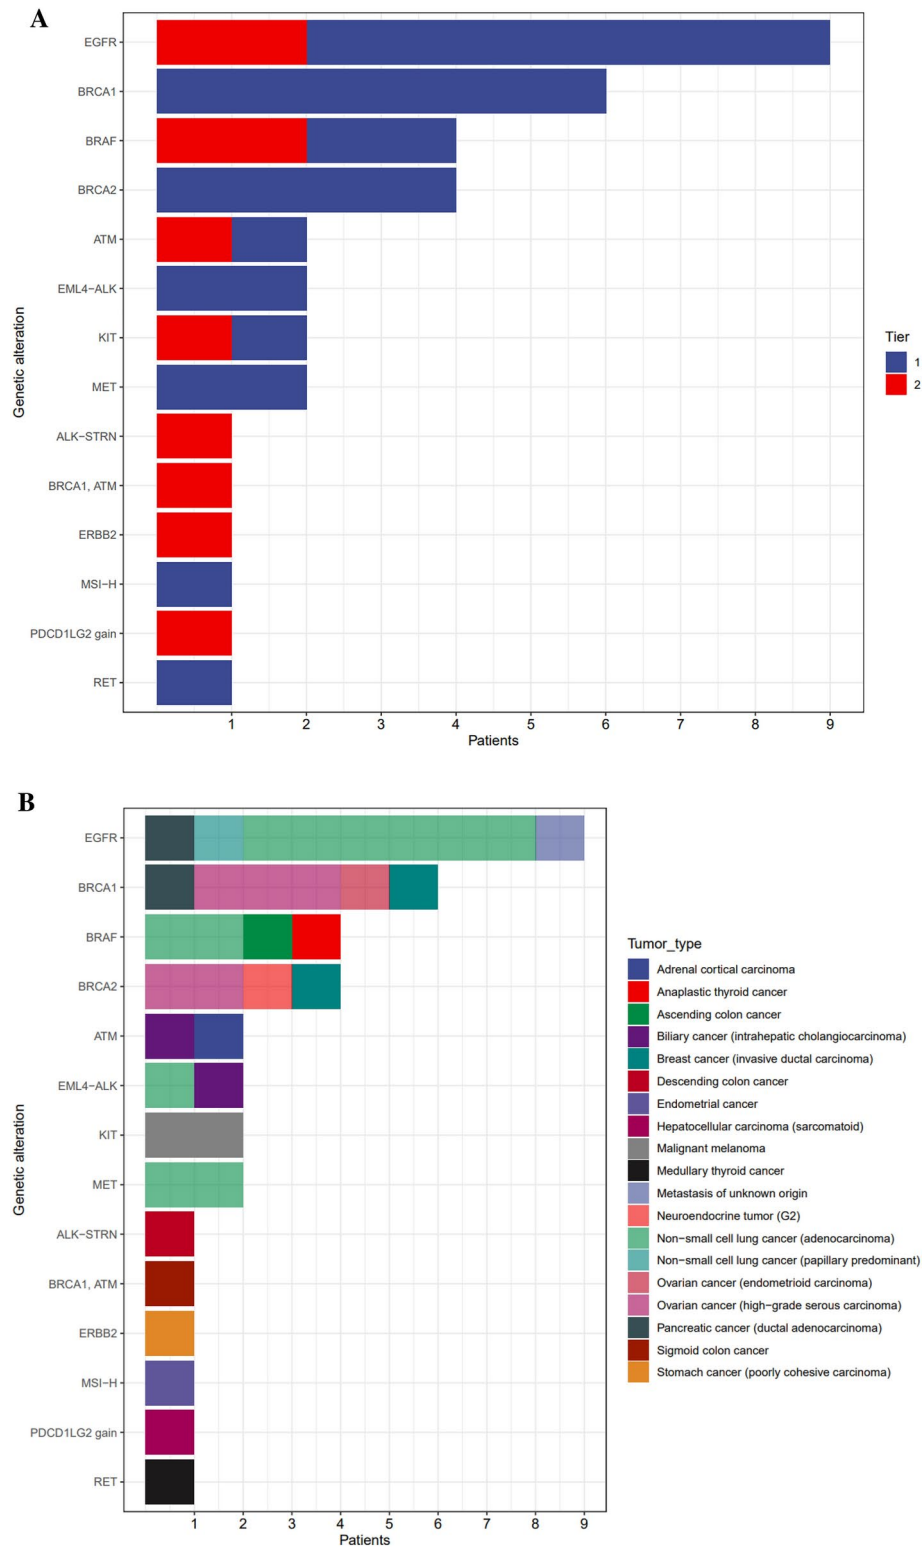 A
EGFR
BRCA1
BRAF
BRCA2
ATM
EML4-ALK
KIT
MET
ALK-STRN
BRCA1, ATM
ERBB2
MSI-H
PDCD1LG2 gain
RET
Genetic alteration
1 2 3 4 5 6 7 8 9
Patients
Tier
1
2
B
EGFR
BRCA1
BRAF
BRCA2
ATM
EML4-ALK
KIT
MET
ALK-STRN
BRCA1, ATM
ERBB2
MSI-H
PDCD1LG2 gain
RET
Genetic alteration
1 2 3 4 5 6 7 8 9
Patients
Tumor_type
Adrenal cortical carcinoma
Anaplastic thyroid cancer
Ascending colon cancer
Biliary cancer (intrahepatic cholangiocarcinoma)
Breast cancer (invasive ductal carcinoma)
Descending colon cancer
Endometrial cancer
Hepatocellular carcinoma (sarcomatoid)
Malignant melanoma
Medullary thyroid cancer
Metastasis of unknown origin
Neuroendocrine tumor (G2)
Non-small cell lung cancer (adenocarcinoma)
Non-small cell lung cancer (papillary predominant)
Ovarian cancer (endometrioid carcinoma)
Ovarian cancer (high-grade serous carcinoma)
Pancreatic cancer (ductal adenocarcinoma)
Sigmoid colon cancer
Stomach cancer (poorly cohesive carcinoma)